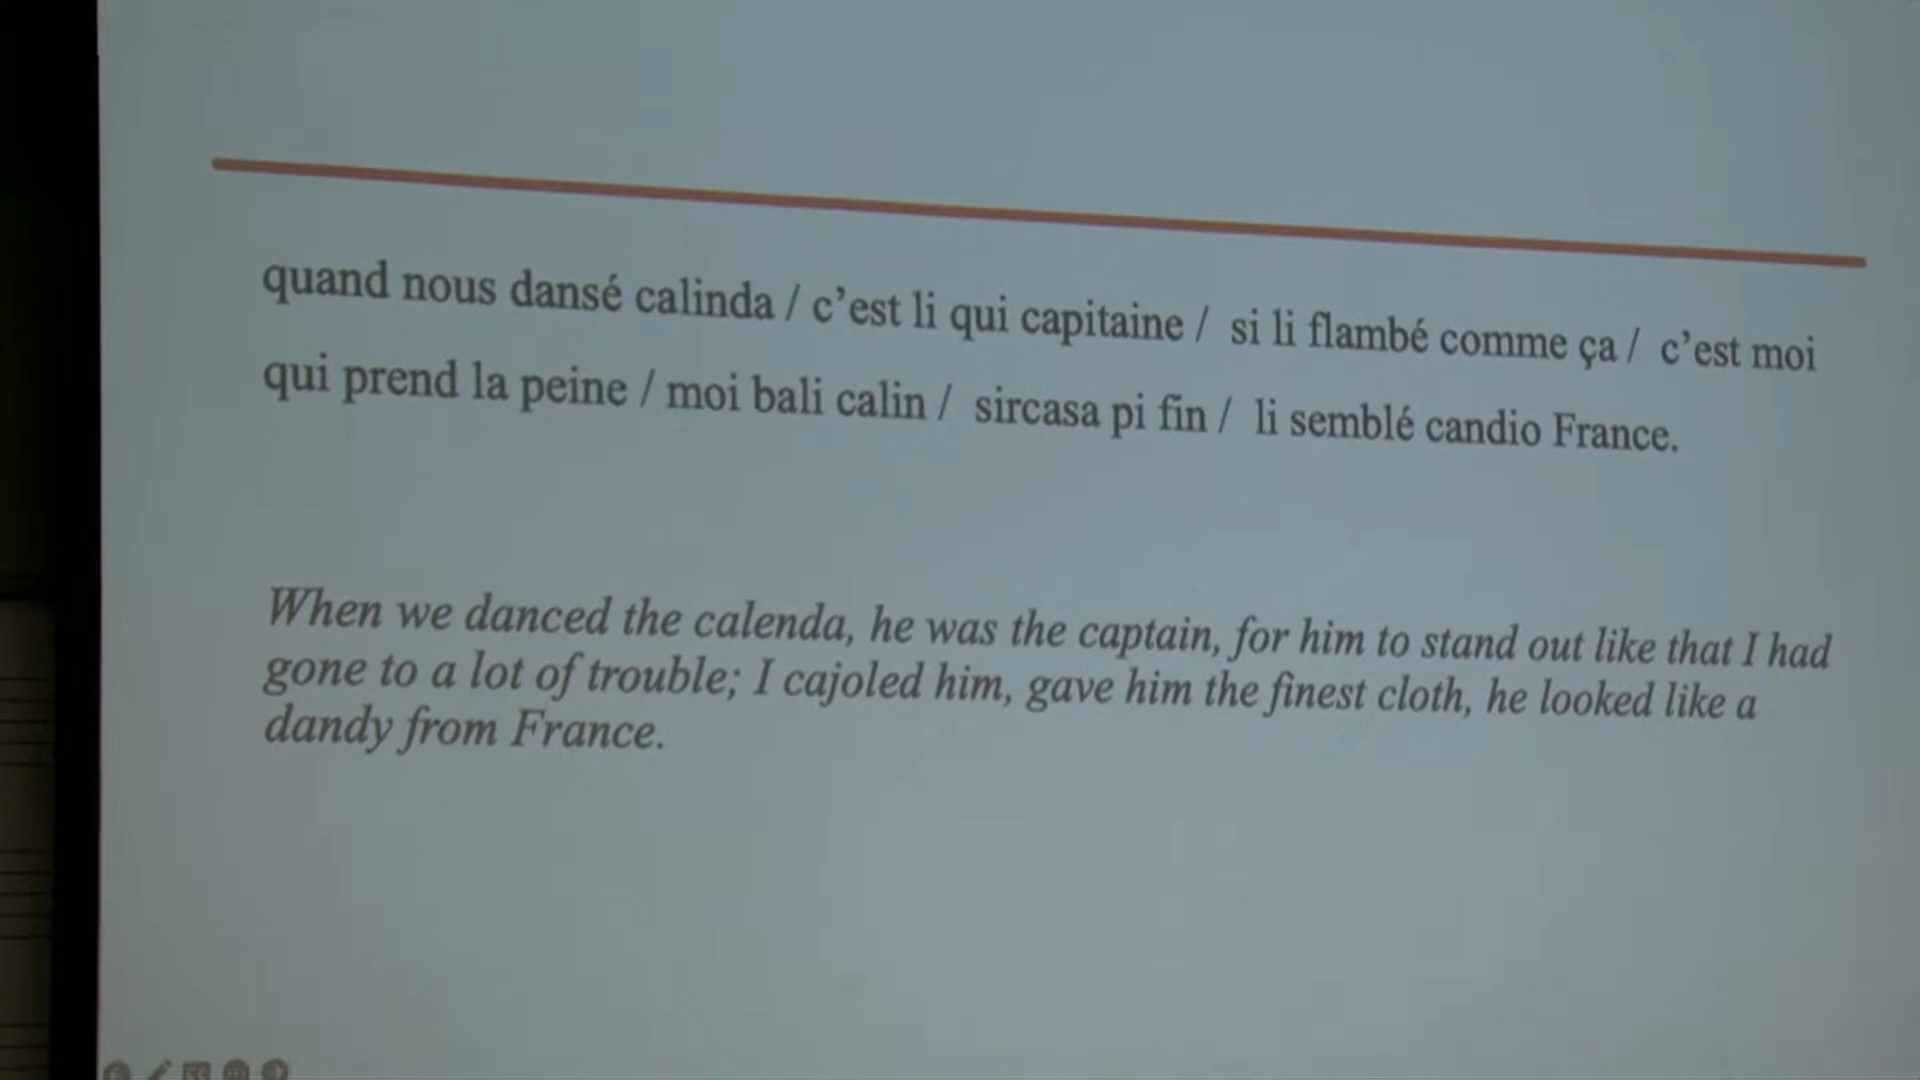 quand nous dansé calinda / c’est li qui capitaine / si li flambé comme ça / c’est moi
qui prend la peine / moi bali calin / sircasa pi fin / li semblé candio France.
When we danced the calenda, he was the captain, for him to stand out like that I had
gone to a lot of trouble; I cajoled him, gave him the finest cloth, he looked like a
dandy from France.